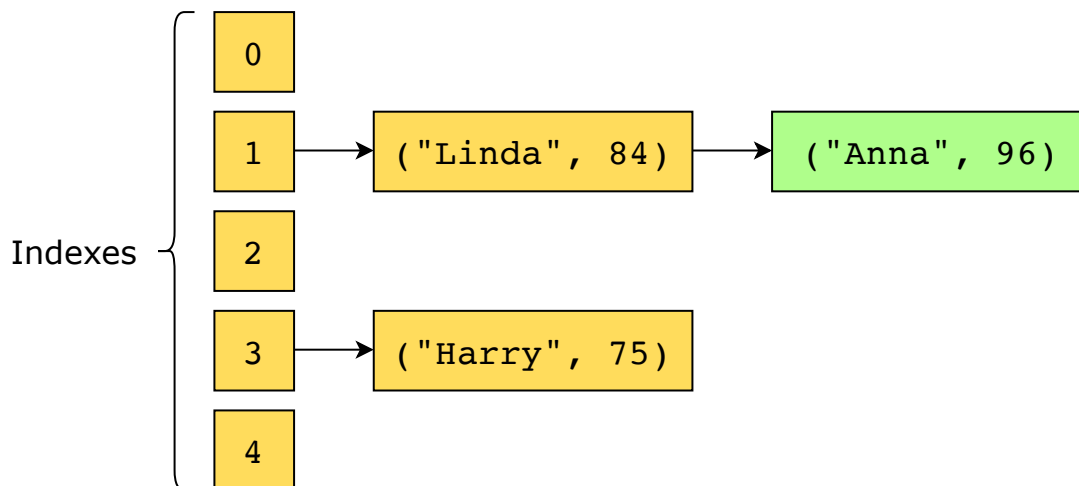 0
1 ("Linda", 84) ("Anna", 96)
2
Indexes
3 ("Harry", 75)
4